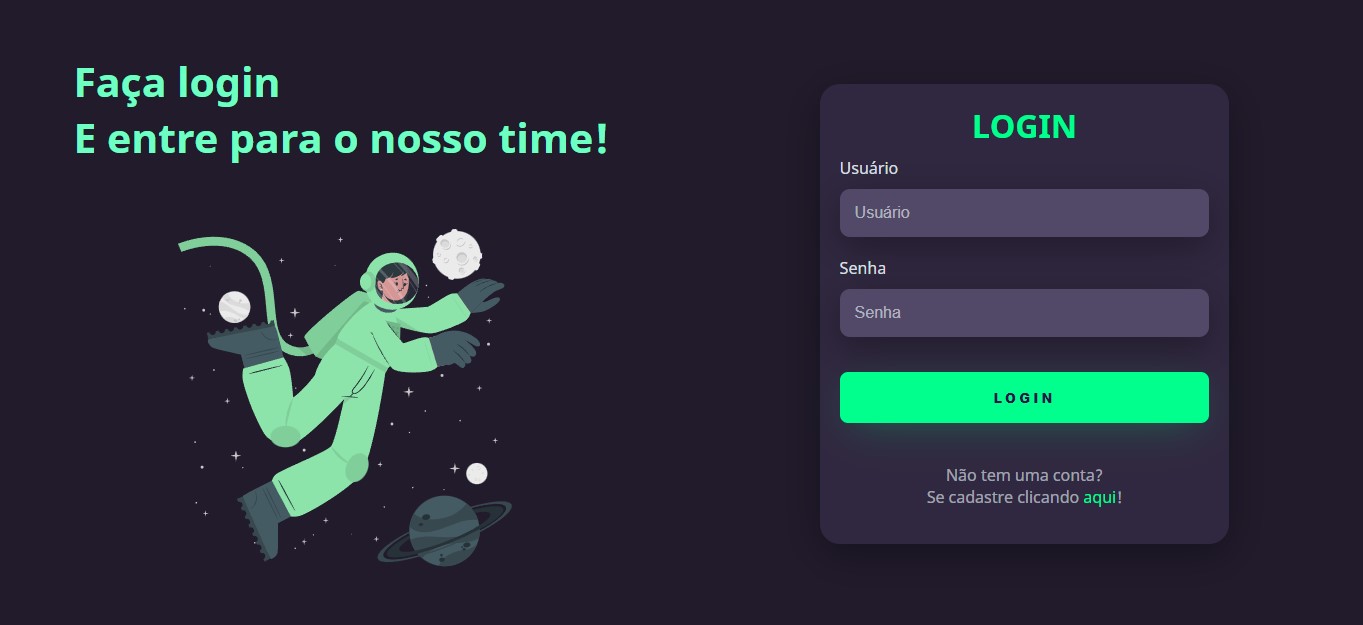 Faça login
E entre para o nosso time!
LOGIN
Usuário
Usuário
Senha
Senha
LOGIN
Não tem uma conta?
Se cadastre clicando aqui!